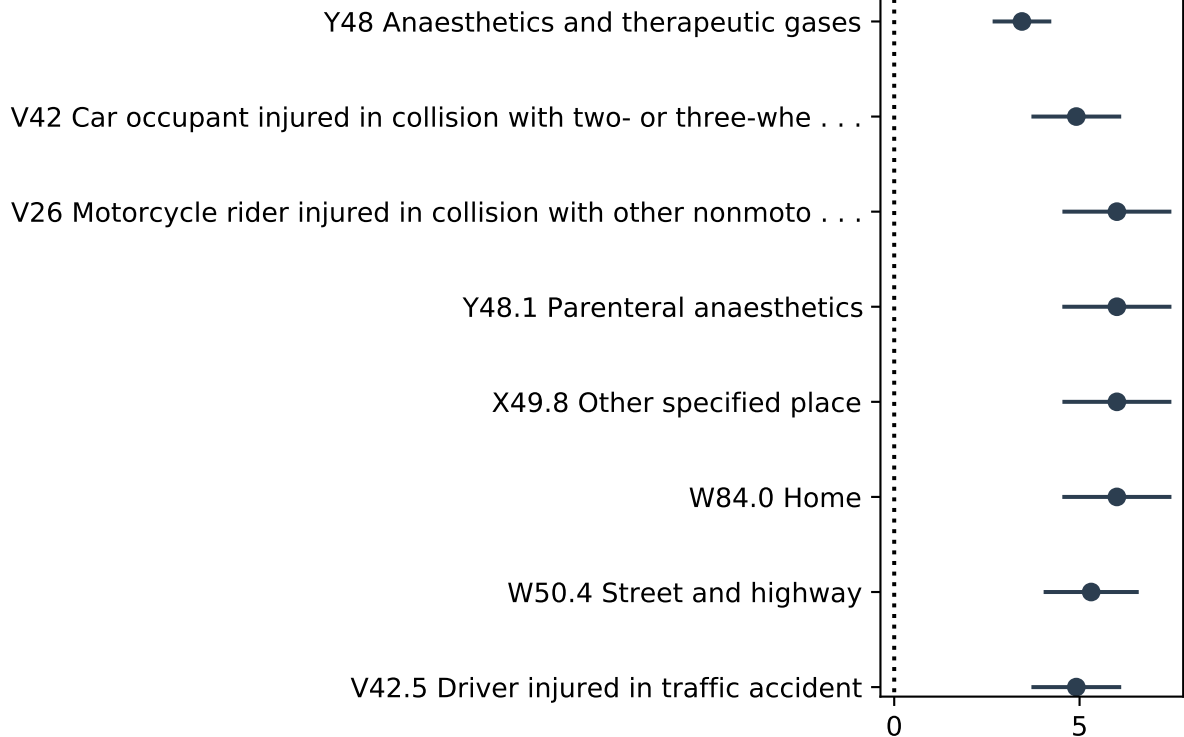 Y48 Anaesthetics and therapeutic gases
V42 Car occupant injured in collision with two- or three-whe . . .
V26 Motorcycle rider injured in collision with other nonmoto . . .
Y48.1 Parenteral anaesthetics
X49.8 Other specified place
W84.0 Home
W50.4 Street and highway
V42.5 Driver injured in traffic accident
0 5